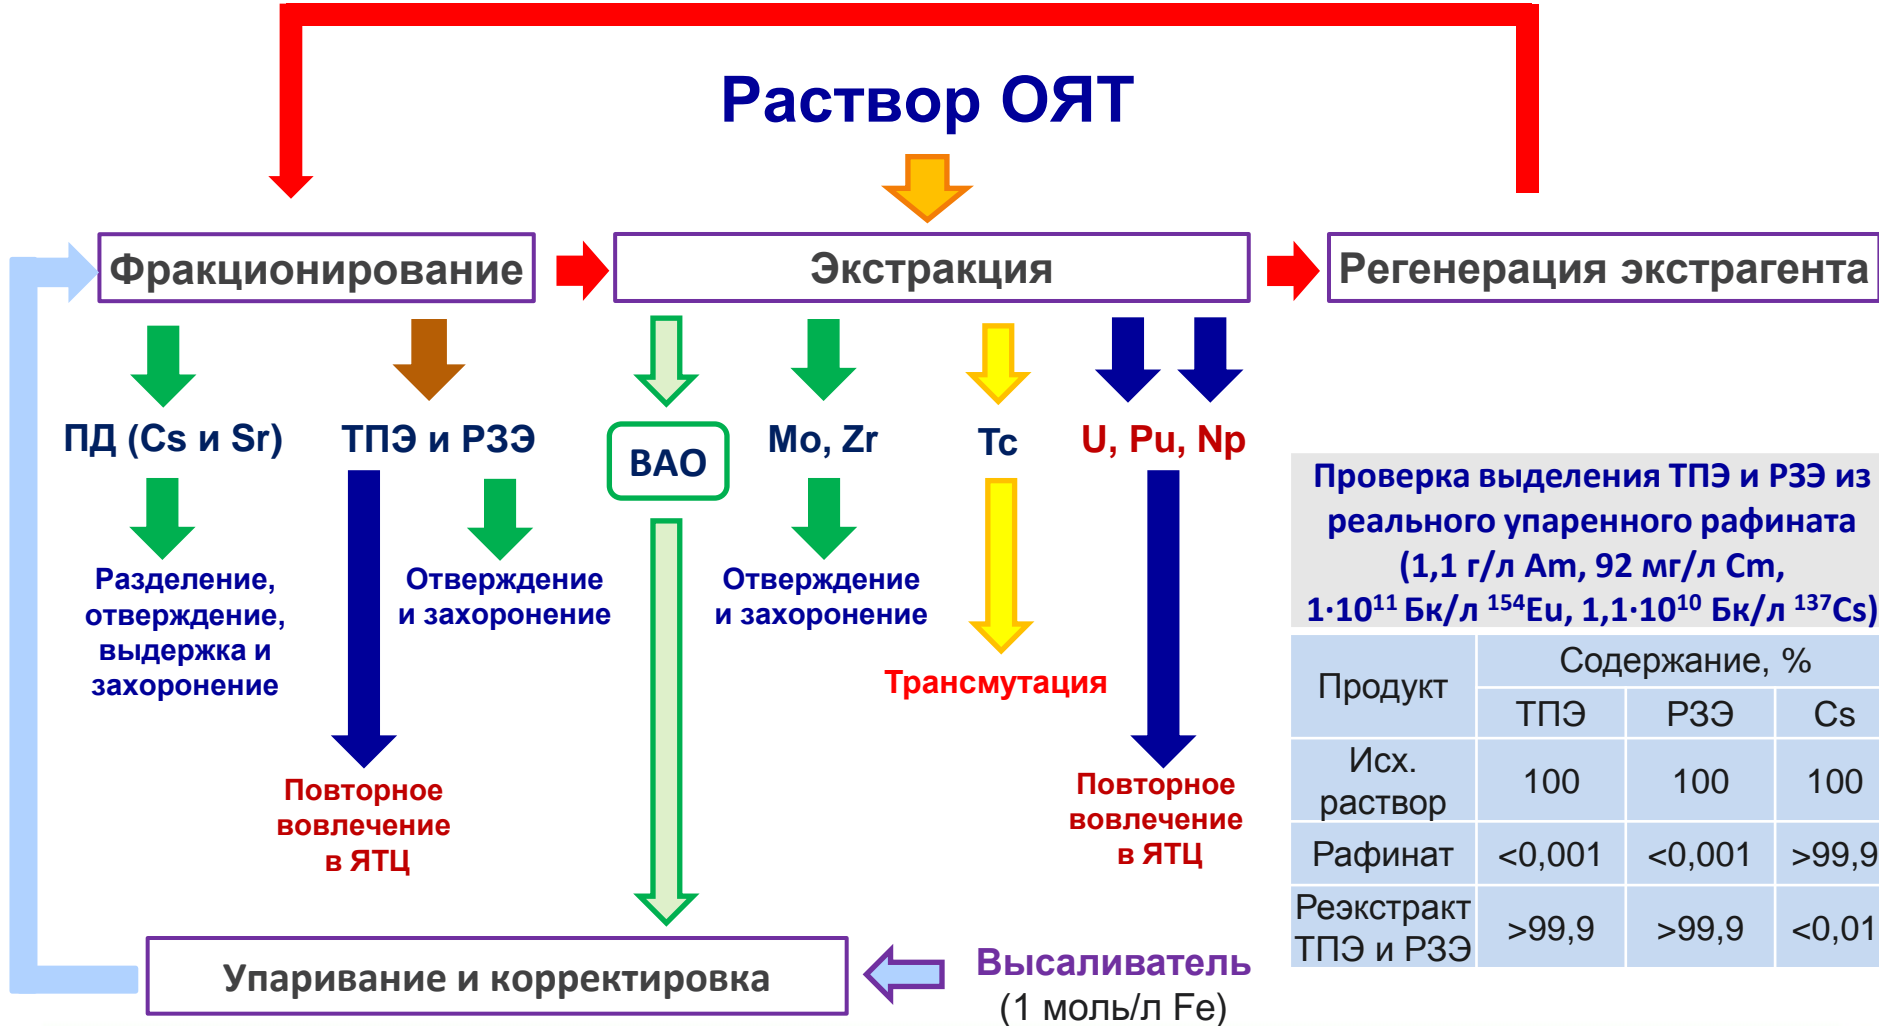 Раствор ОЯТ
Фракционирование
Экстракция
Регенерация экстрагента
ПД (Cs и Sr)
ТПЭ и РЗЭ
ВАО
Mo, Zr
Tc
U, Pu, Np
Разделение,
отверждение,
выдержка и
захоронение
Отверждение
и захоронение
Отверждение
и захоронение
Трансмутация
Повторное
вовлечение
в ЯТЦ
Повторное
вовлечение
в ЯТЦ
Упаривание и корректировка
Высаливатель
(1 моль/л Fe)
Проверка выделения ТПЭ и РЗЭ из
реального упаренного рафината
(1,1 г/л Am, 92 мг/л Cm,
1·10¹¹ Бк/л ¹⁵⁴Eu, 1,1·10¹⁰ Бк/л ¹³⁷Cs)
Продукт
Содержание, %
ТПЭ РЗЭ Cs
Исх.
раствор
100 100 100
Рафинат <0,001 <0,001 >99,9
Реэкстракт
ТПЭ и РЗЭ
>99,9 >99,9 <0,01